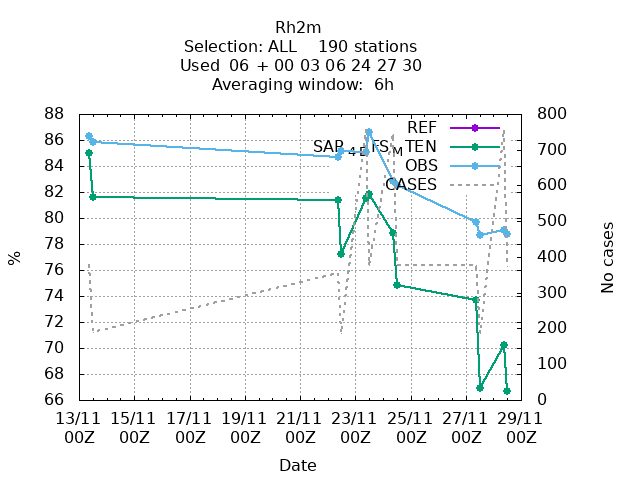 Rh2m
Selection: ALL    190 stations
Used  06 + 00 03 06 24 27 30
Averaging window:  6h
88
86
84
82
80
78
76
74
72
70
68
66
800
700
600
500
400
300
200
100
0
REF
TEN
OBS
CASES
%
No cases
13/11 15/11 17/11 19/11 21/11 23/11 25/11 27/11 29/11
00Z 00Z 00Z 00Z 00Z 00Z 00Z 00Z 00Z
Date